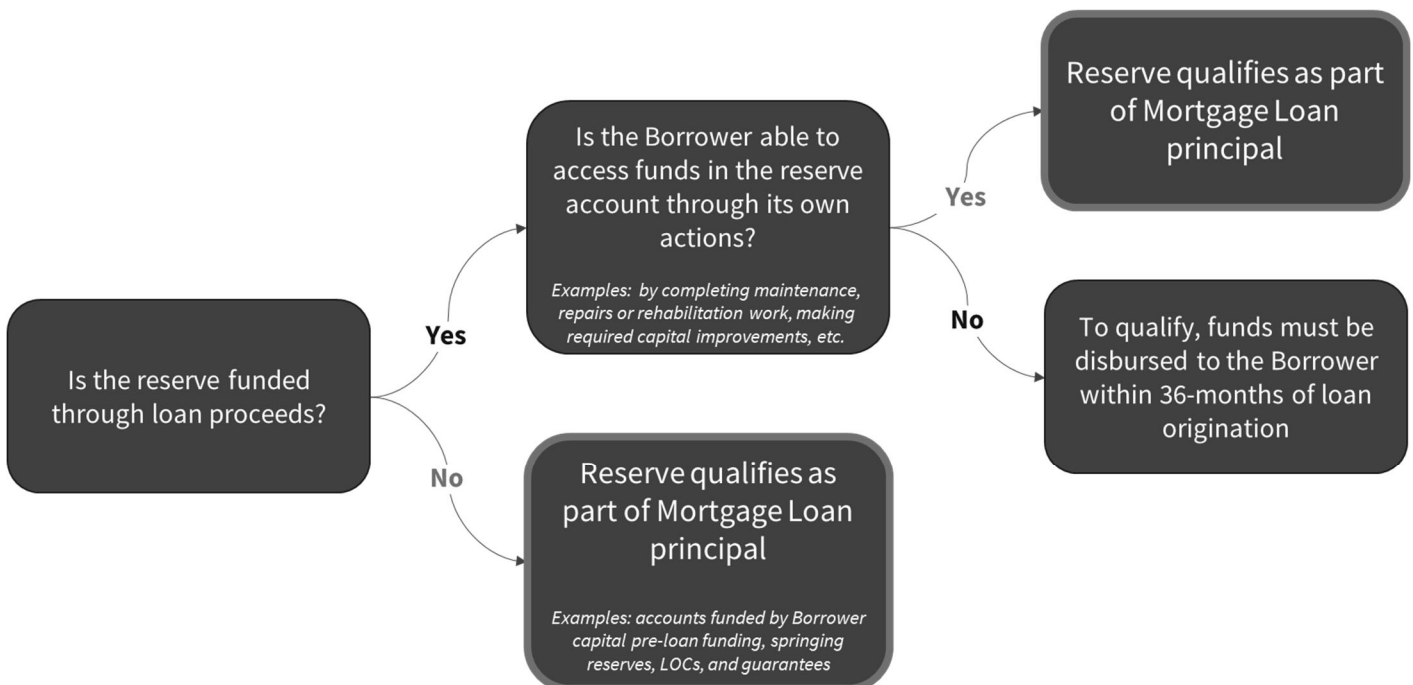 Is the reserve funded
through loan proceeds?
Yes
No
Is the Borrower able to
access funds in the reserve
account through its own
actions?
Examples: by completing maintenance,
repairs or rehabilitation work, making
required capital improvements, etc.
Reserve qualifies as
part of Mortgage Loan
principal
Examples: accounts funded by Borrower
capital pre-loan funding, springing
reserves, LOCs, and guarantees
Yes
No
Reserve qualifies as part
of Mortgage Loan
principal
To qualify, funds must be
disbursed to the Borrower
within 36-months of loan
origination